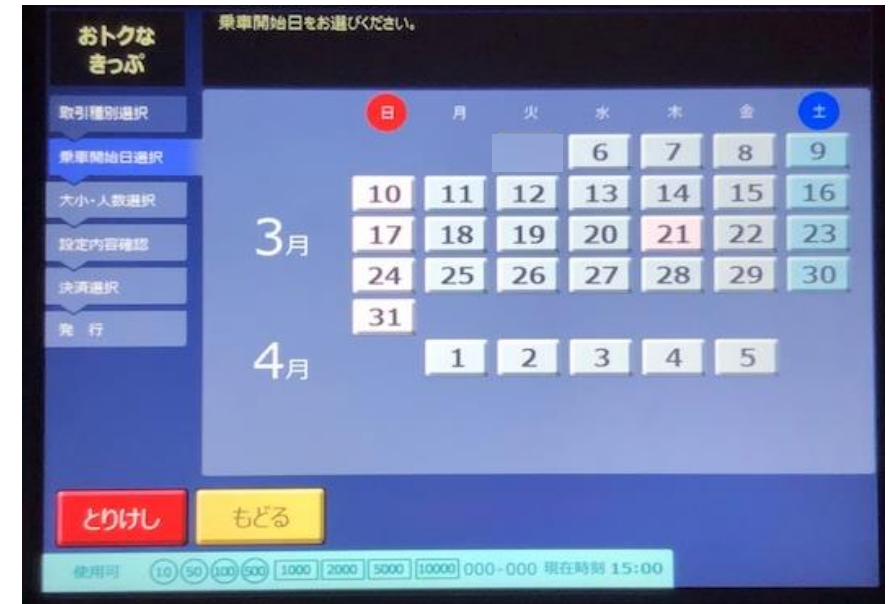 おトクな
きっぷ
乗車開始日をお選びください。
取引種別選択
乗車開始日選択
大小・人数選択
設定内容確認
決済選択
発 行
日 月 火 水 木 金 土
6 7 8 9
10 11 12 13 14 15 16
3月
17 18 19 20 21 22 23
24 25 26 27 28 29 30
31
4月
1 2 3 4 5
とりけし
もどる
使用可 10 50 100 500 1000 2000 5000 10000 000-000 現在時刻 15:00